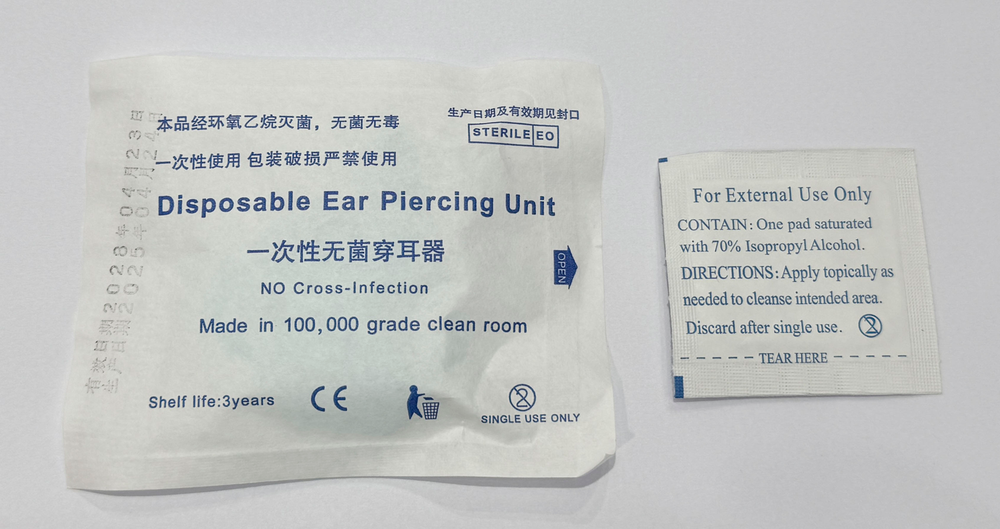 本品经环氧乙烷灭菌，无菌无毒
一次性使用 包装破损严禁使用
生产日期及有效期见封口
STERILE EO
Disposable Ear Piercing Unit
一次性无菌穿耳器
NO Cross-Infection
Made in 100,000 grade clean room
OPEN
Shelf life:3years
CE
2
SINGLE USE ONLY
有效日期2028年04月23日
生产日期2025年04月24日
For External Use Only
CONTAIN: One pad saturated
with 70% Isopropyl Alcohol.
DIRECTIONS: Apply topically as
needed to cleanse intended area.
Discard after single use. 2
TEAR HERE